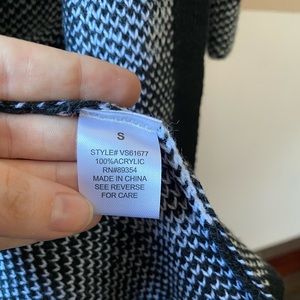 S
STYLE# VS61677
100%ACRYLIC
RN#89354
MADE IN CHINA
SEE REVERSE
FOR CARE